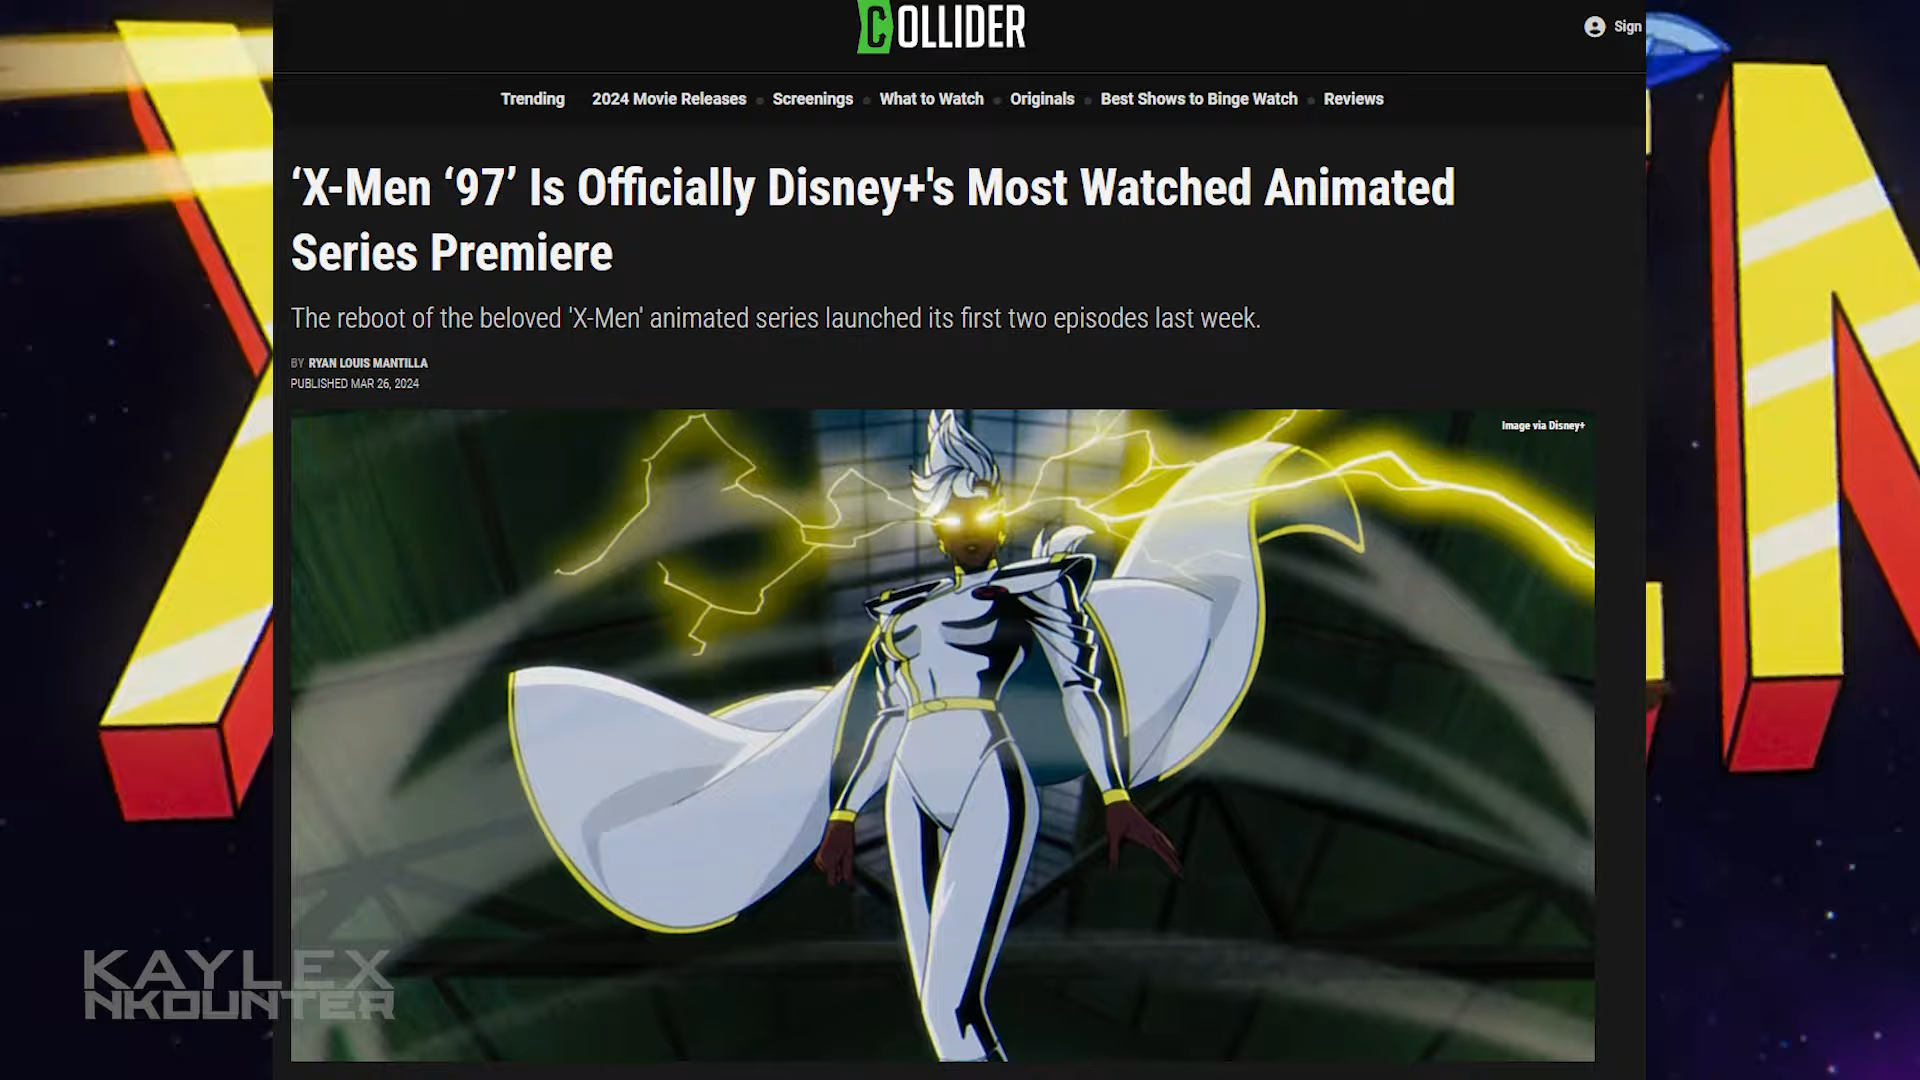 COLLIDER
Sign
Trending
2024 Movie Releases
Screenings
What to Watch
Originals
Best Shows to Binge Watch
Reviews
‘X-Men ‘97’ Is Officially Disney+'s Most Watched Animated
Series Premiere
The reboot of the beloved 'X-Men' animated series launched its first two episodes last week.
BY RYAN LOUIS MANTILLA
PUBLISHED MAR 26, 2024
Image via Disney+
KAYLEX
NKOUNTER